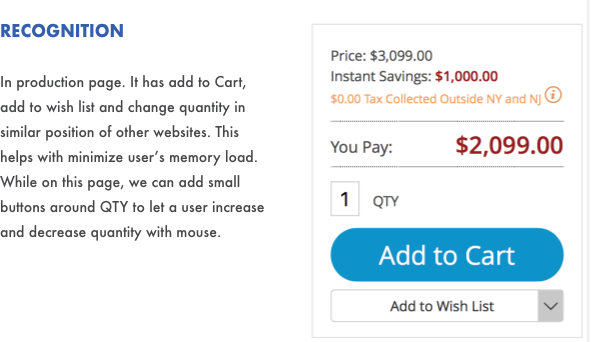 RECOGNITION
In production page. It has add to Cart,
add to wish list and change quantity in
similar position of other websites. This
helps with minimize user's memory load.
While on this page, we can add small
buttons around QTY to let a user increase
and decrease quantity with mouse.
Price: $3,099.00
Instant Savings: $1,000.00
$0.00 Tax Collected Outside NY and NJ i
You Pay: $2,099.00
1 QTY
Add to Cart
Add to Wish List